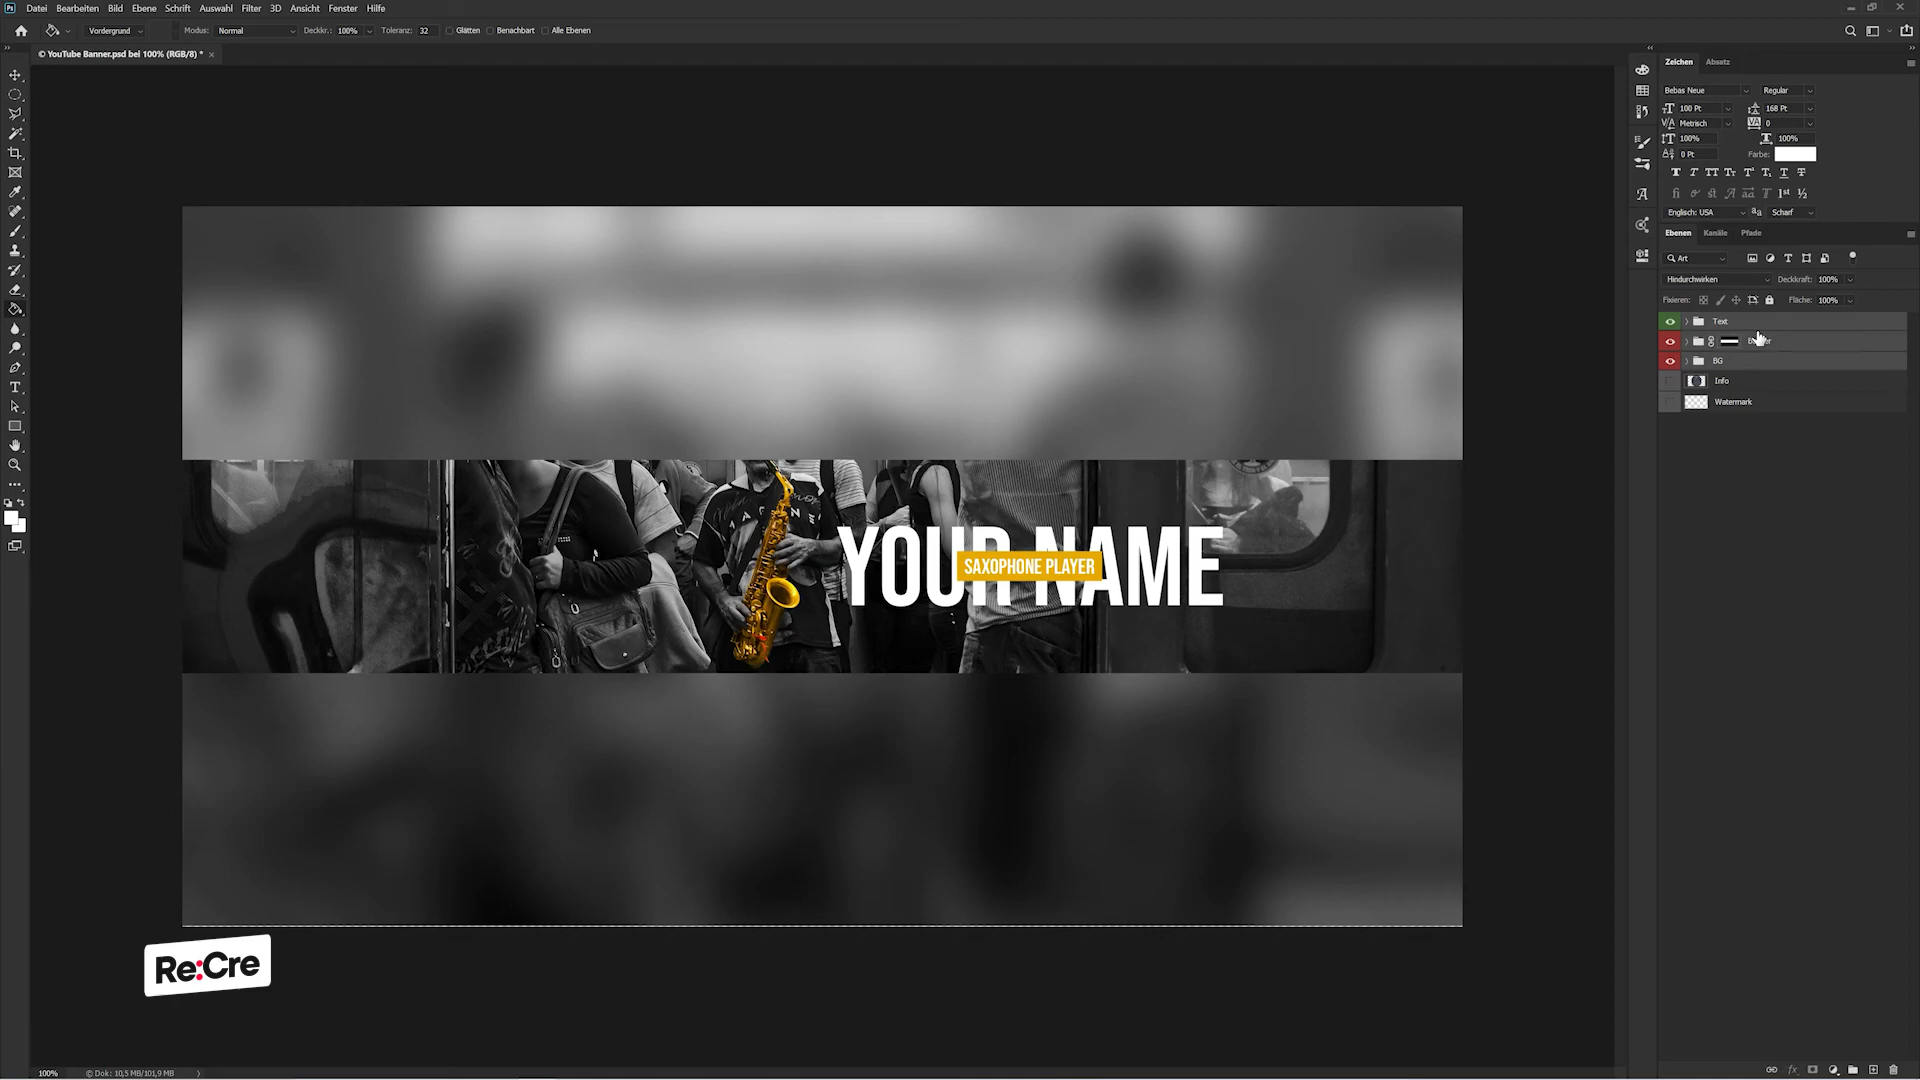 Ps Datei Bearbeiten Bild Ebene Schrift Auswahl Filter 3D Ansicht Fenster Hilfe
Vordergrund Modus: Normal Deckkr.: 100% Toleranz: 32 Glätten Benachbart Alle Ebenen
© YouTube Banner.psd bei 100% (RGB/8) *
Zeichen Absatz
Bebas Neue Regular
100 Pt 168 Pt
Metrisch 0
100% 100%
0 Pt Farbe:
Englisch: USA Scharf
Ebenen Kanäle Pfade
Art
Hindurchwirken Deckkraft: 100%
Fixieren: Fläche: 100%
Text
BG
Info
Watermark
YOUR NAME
SAXOPHONE PLAYER
Re:Cre
100% © Dok: 10,5 MB/101,9 MB